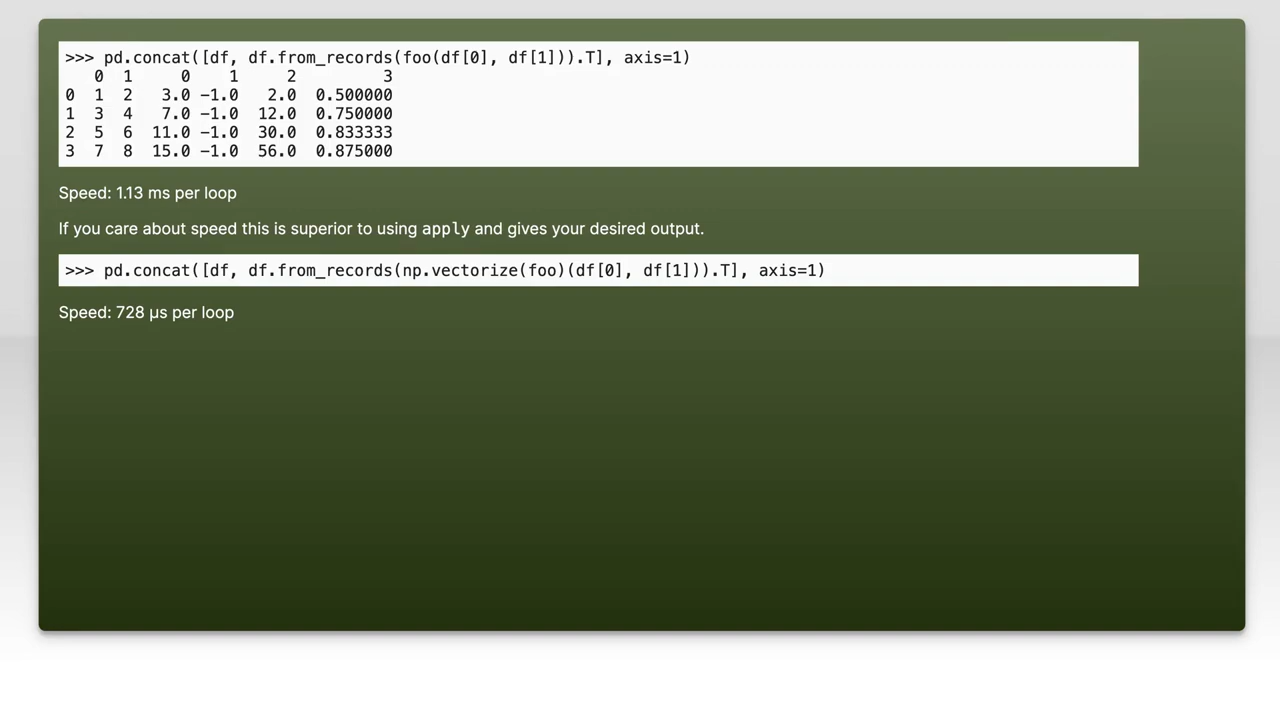 >>> pd.concat([df, df.from_records(foo(df[0], df[1])).T], axis=1)
   0  1     0    1     2         3
0  1  2   3.0 −1.0   2.0  0.500000
1  3  4   7.0 −1.0  12.0  0.750000
2  5  6  11.0 −1.0  30.0  0.833333
3  7  8  15.0 −1.0  56.0  0.875000
Speed: 1.13 ms per loop
If you care about speed this is superior to using apply and gives your desired output.
>>> pd.concat([df, df.from_records(np.vectorize(foo)(df[0], df[1])).T], axis=1)
Speed: 728 µs per loop